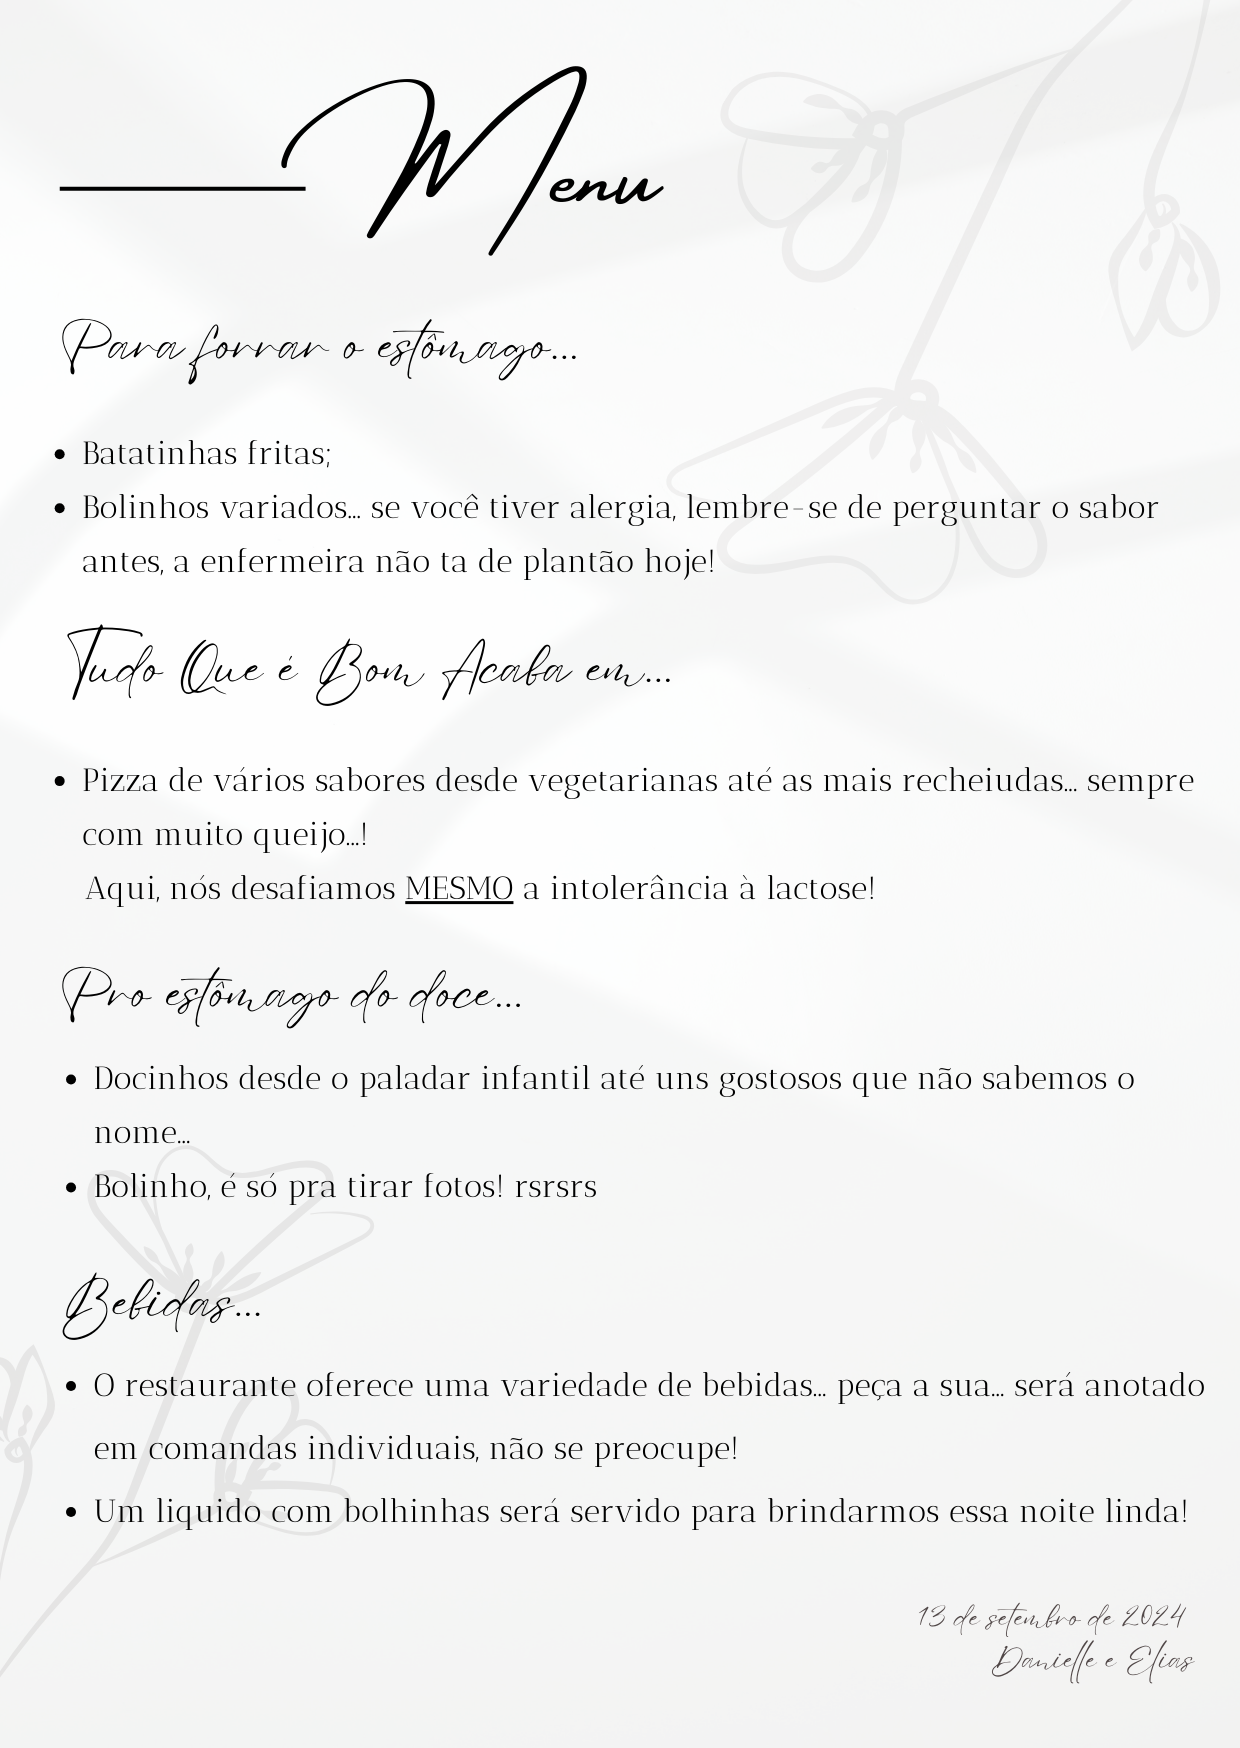 Menu
Para forrar o estômago...
• Batatinhas fritas;
• Bolinhos variados... se você tiver alergia, lembre-se de perguntar o sabor
antes, a enfermeira não ta de plantão hoje!
Tudo Que é Bom Acaba em...
• Pizza de vários sabores desde vegetarianas até as mais recheiudas... sempre
com muito queijo...!
Aqui, nós desafiamos MESMO a intolerância à lactose!
Pro estômago do doce...
• Docinhos desde o paladar infantil até uns gostosos que não sabemos o
nome...
• Bolinho, é só pra tirar fotos! rsrsrs
Bebidas...
• O restaurante oferece uma variedade de bebidas... peça a sua... será anotado
em comandas individuais, não se preocupe!
• Um liquido com bolhinhas será servido para brindarmos essa noite linda!
13 de setembro de 2024
Danielle e Elias